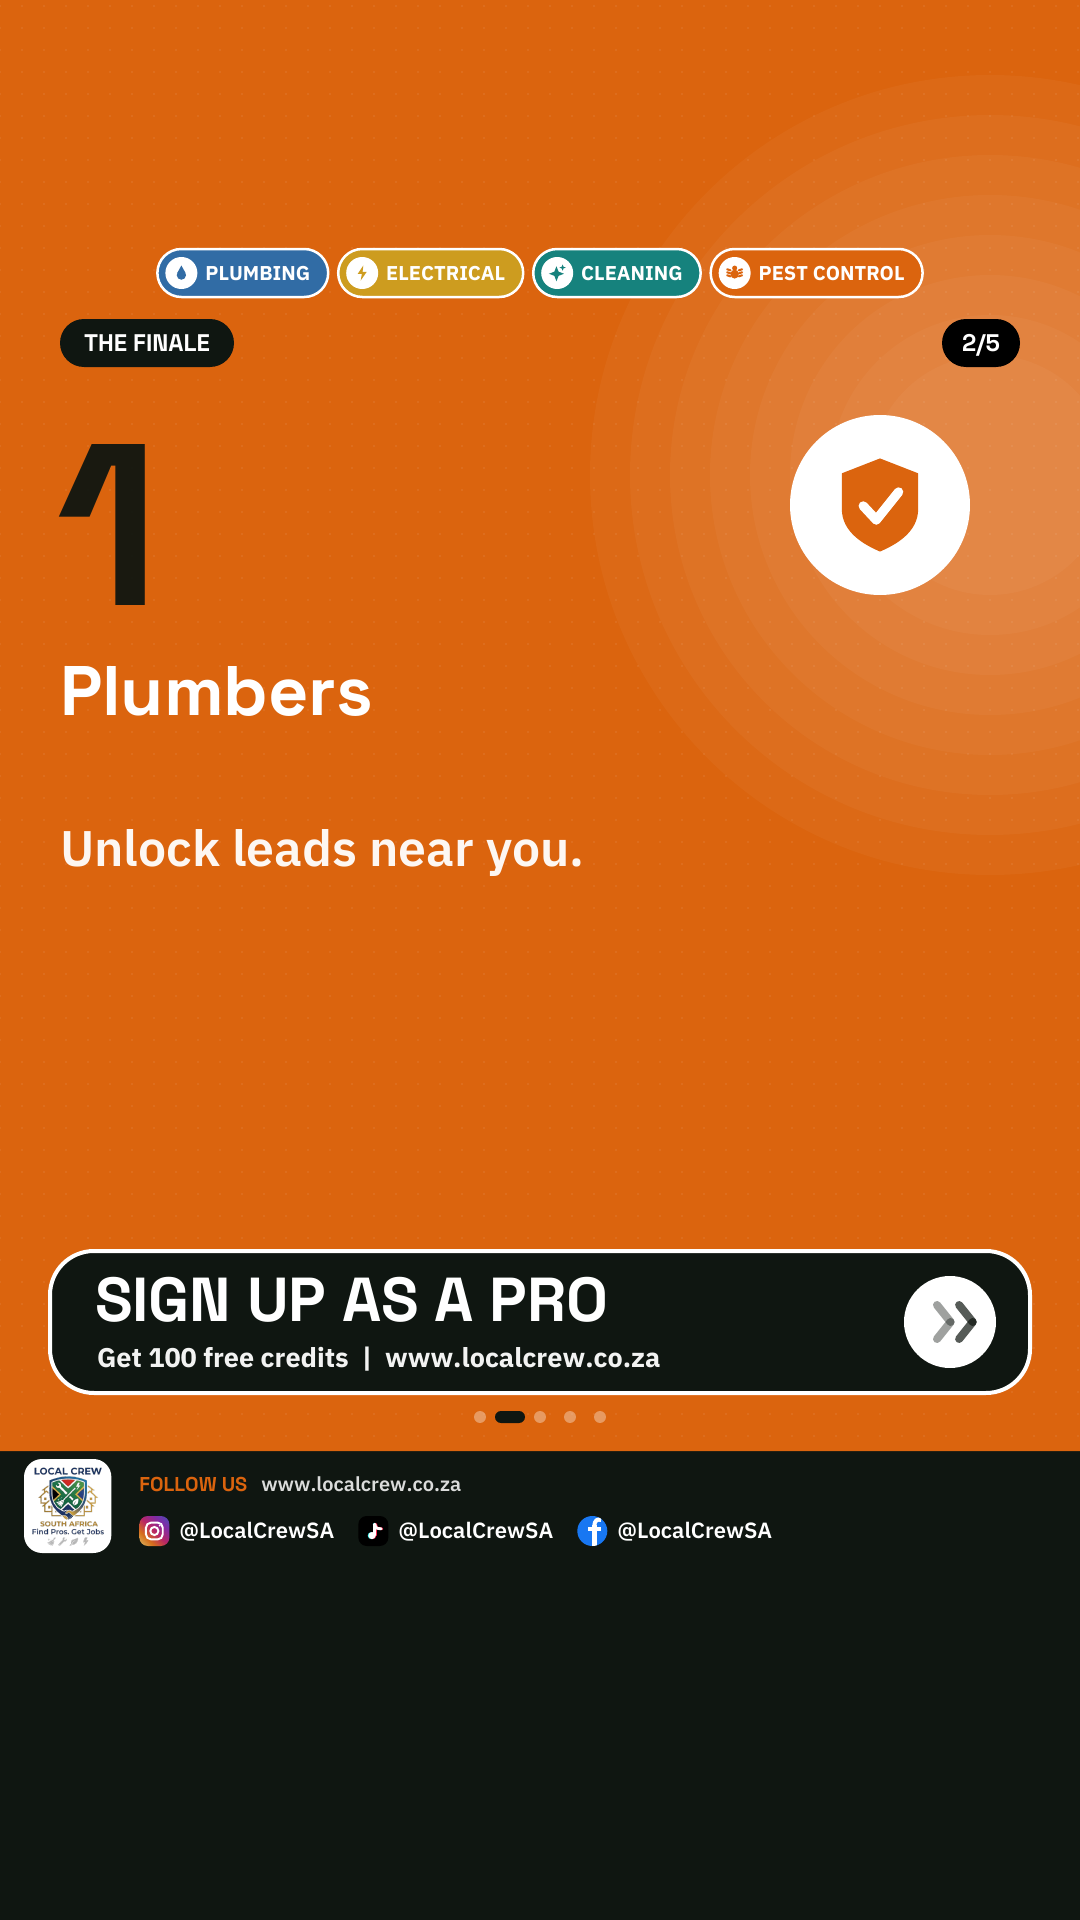 PLUMBING
ELECTRICAL
CLEANING
PEST CONTROL
THE FINALE
2/5
1
Plumbers
Unlock leads near you.
SIGN UP AS A PRO
Get 100 free credits | www.localcrew.co.za
LOCAL CREW
SOUTH AFRICA
Find Pros. Get Jobs
FOLLOW US www.localcrew.co.za
@LocalCrewSA @LocalCrewSA @LocalCrewSA